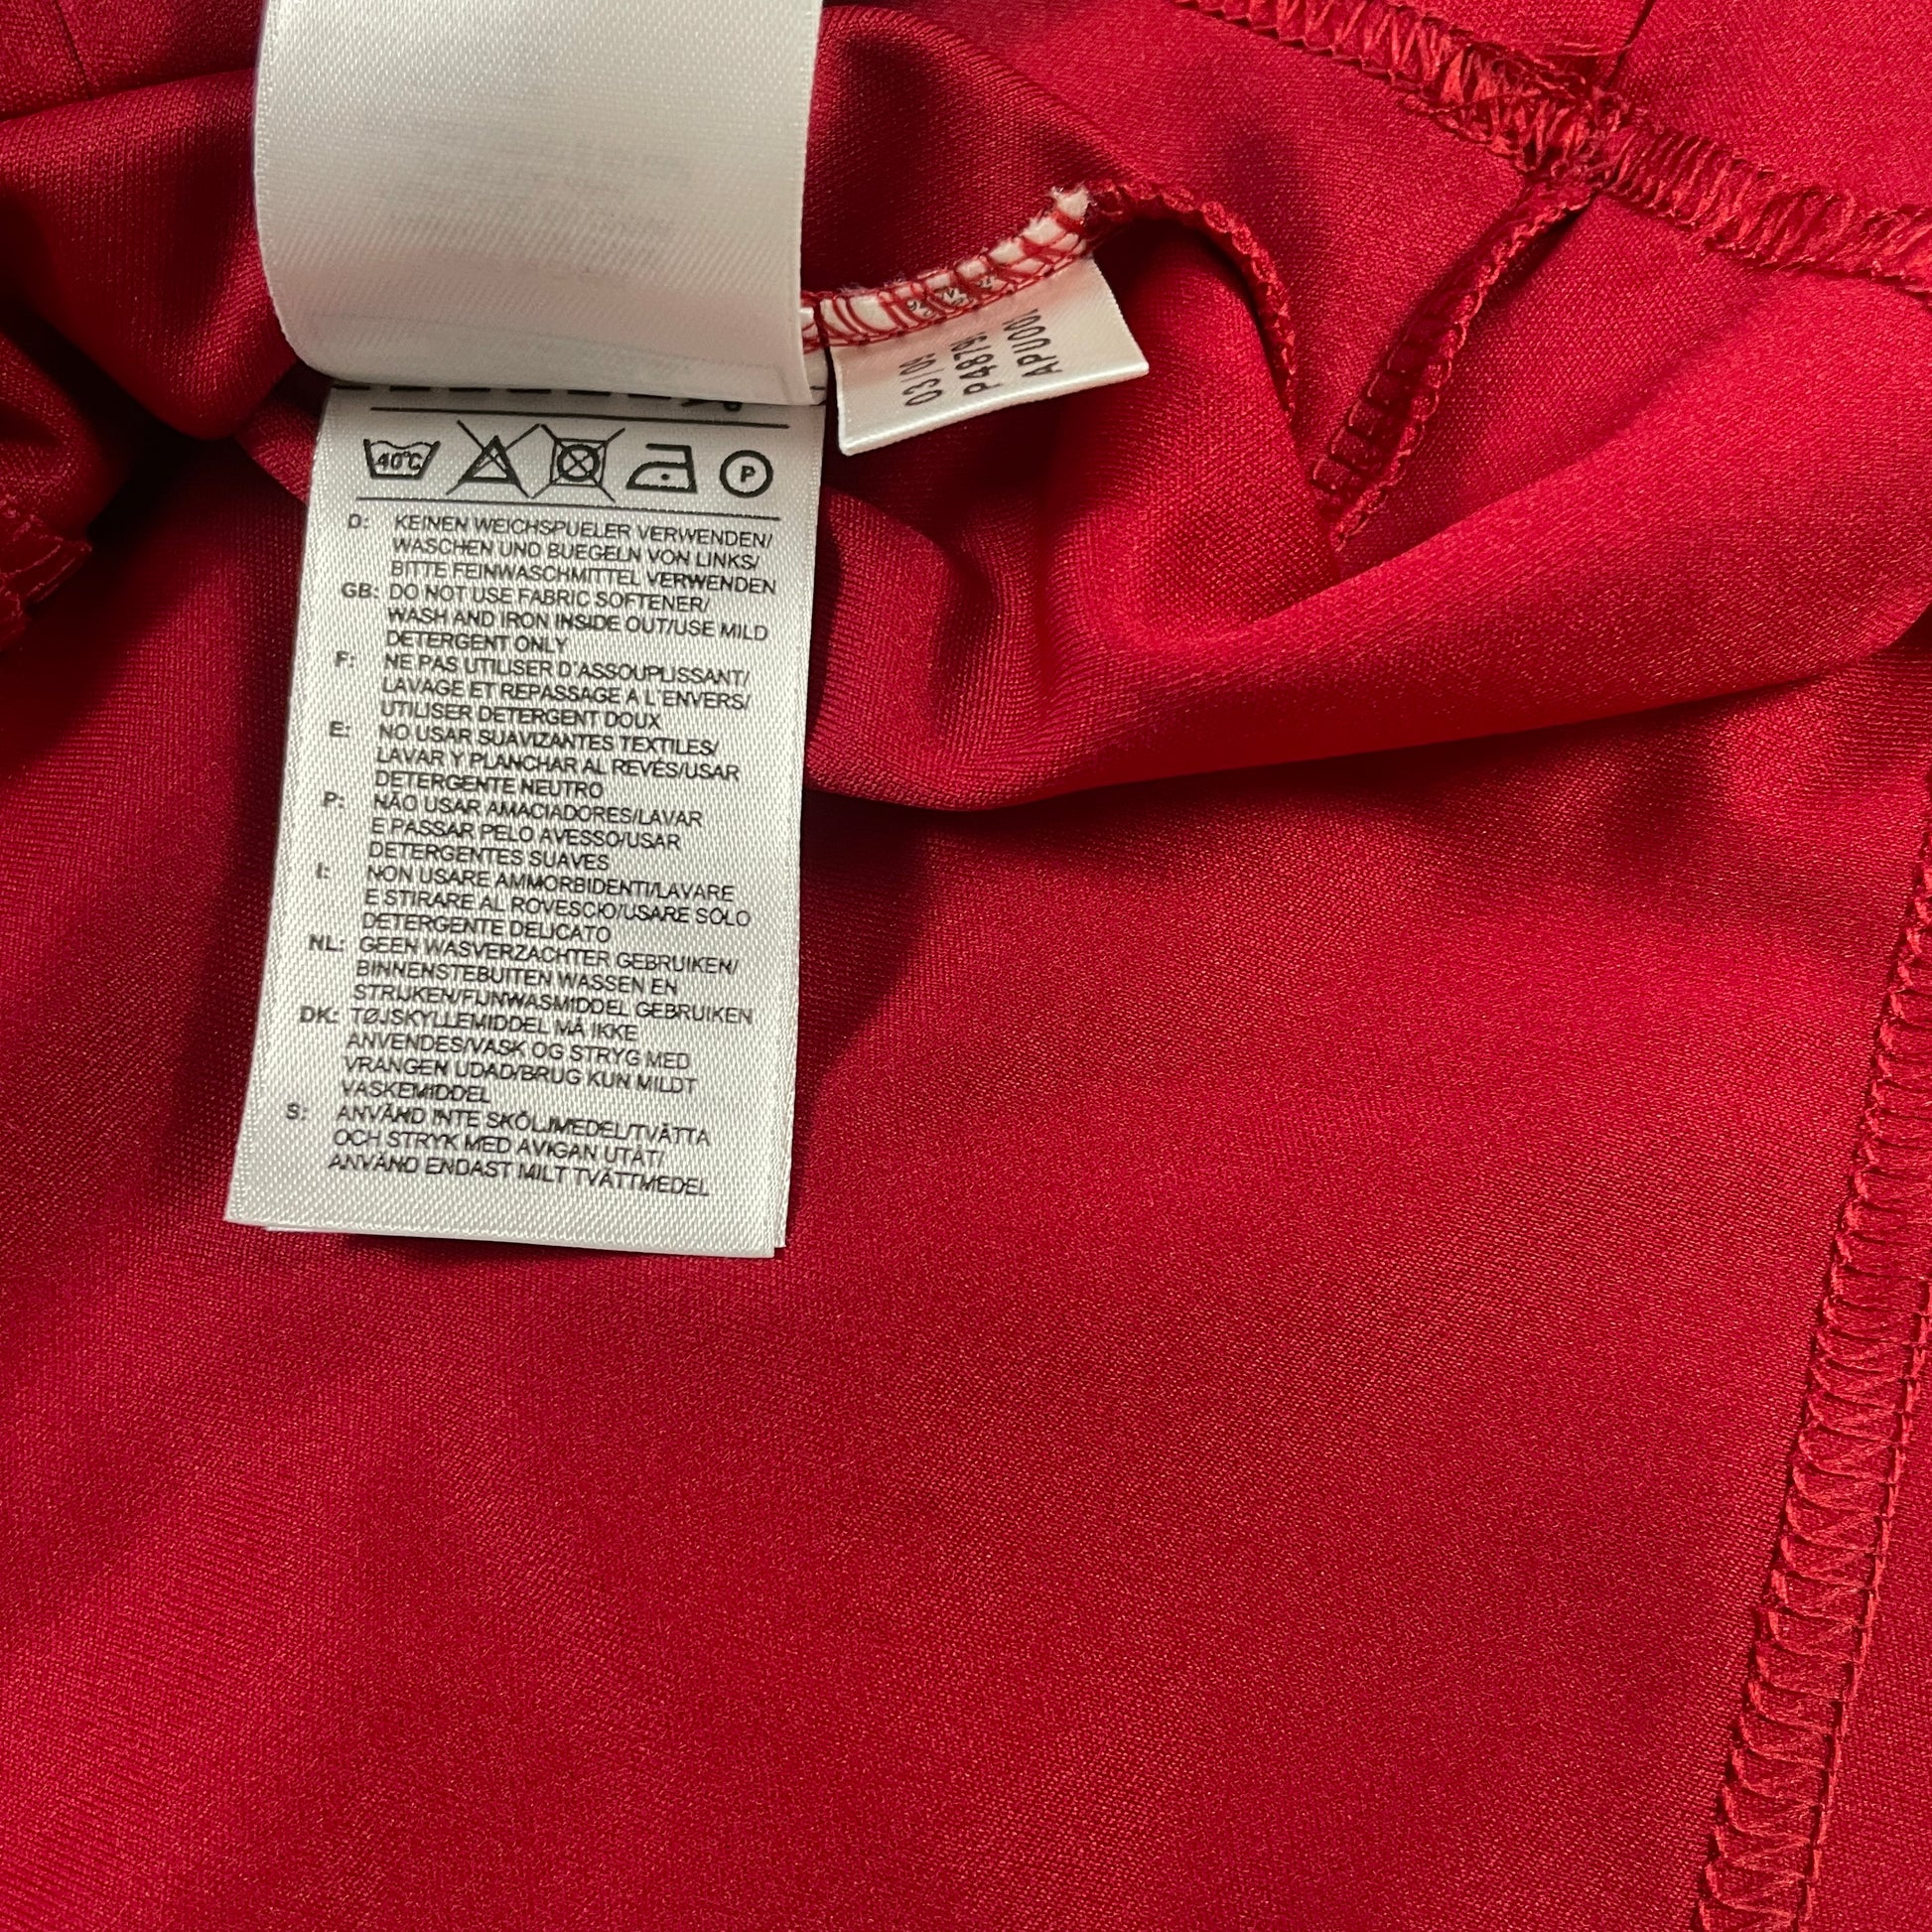 03/09
P4879
APU00
40°C
P
D: KEINEN WEICHSPUELER VERWENDEN/
WASCHEN UND BUEGELN VON LINKS/
BITTE FEINWASCHMITTEL VERWENDEN
GB: DO NOT USE FABRIC SOFTENER/
WASH AND IRON INSIDE OUT/USE MILD
DETERGENT ONLY
F: NE PAS UTILISER D'ASSOUPLISSANT/
LAVAGE ET REPASSAGE A L'ENVERS/
UTILISER DETERGENT DOUX
E: NO USAR SUAVIZANTES TEXTILES/
LAVAR Y PLANCHAR AL REVÉS/USAR
DETERGENTE NEUTRO
P: NÃO USAR AMACIADORES/LAVAR
E PASSAR PELO AVESSO/USAR
DETERGENTES SUAVES
I: NON USARE AMMORBIDENTI/LAVARE
E STIRARE AL ROVESCIO/USARE SOLO
DETERGENTE DELICATO
NL: GEEN WASVERZACHTER GEBRUIKEN/
BINNENSTEBUITEN WASSEN EN
STRIJKEN/FIJNWASMIDDEL GEBRUIKEN
DK: TØJSKYLLEMIDDEL MÅ IKKE
ANVENDES/VASK OG STRYG MED
VRANGEN UDAD/BRUG KUN MILDT
VASKEMIDDEL
S: ANVÄND INTE SKÖLJMEDEL/TVÄTTA
OCH STRYK MED AVIGAN UTÅT/
ANVÄND ENDAST MILT TVÄTTMEDEL